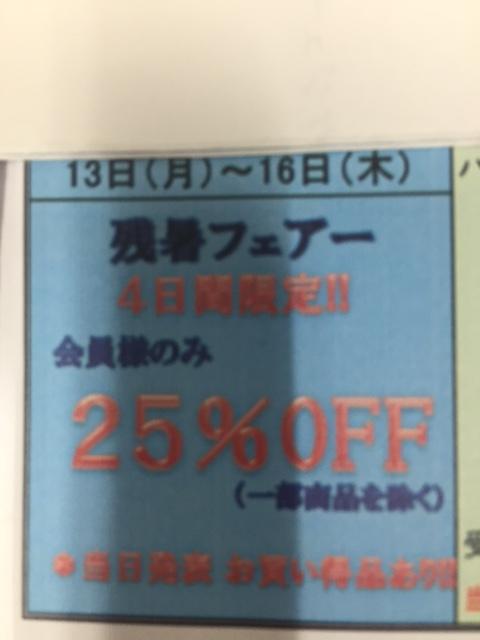 13日(月)～16日(木)
残暑フェアー
4日間限定!!
会員様のみ
25%OFF
(一部商品を除く)
＊当日発表 お買い得品あり!!